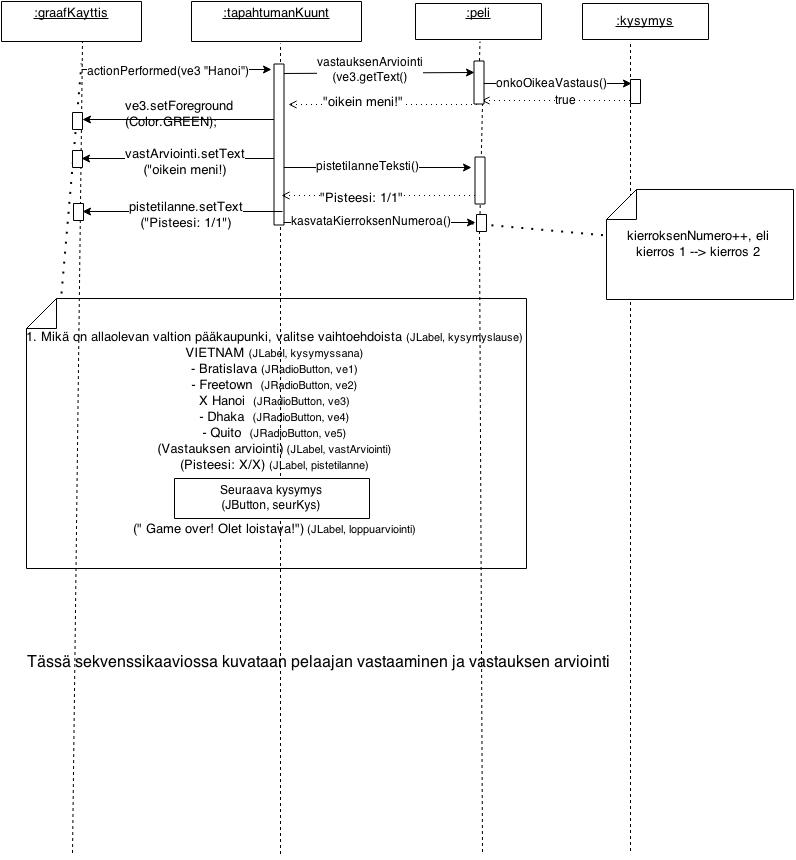 :graafKayttis
:tapahtumanKuunt
:peli
:kysymys
actionPerformed(ve3 "Hanoi")
vastauksenArviointi
(ve3.getText()
onkoOikeaVastaus()
true
"oikein meni!"
ve3.setForeground
(Color.GREEN);
vastArviointi.setText
("oikein meni!)
pistetilanneTeksti()
"Pisteesi: 1/1"
pistetilanne.setText
("Pisteesi: 1/1")
kasvataKierroksenNumeroa()
kierroksenNumero++, eli
kierros 1 --> kierros 2
1. Mikä on allaolevan valtion pääkaupunki, valitse vaihtoehdoista (JLabel, kysymyslause)
VIETNAM (JLabel, kysymyssana)
- Bratislava (JRadioButton, ve1)
- Freetown (JRadioButton, ve2)
X Hanoi (JRadioButton, ve3)
- Dhaka (JRadioButton, ve4)
- Quito (JRadioButton, ve5)
(Vastauksen arviointi) (JLabel, vastArviointi)
(Pisteesi: X/X) (JLabel, pistetilanne)
Seuraava kysymys
(JButton, seurKys)
(" Game over! Olet loistava!") (JLabel, loppuarviointi)
Tässä sekvenssikaaviossa kuvataan pelaajan vastaaminen ja vastauksen arviointi